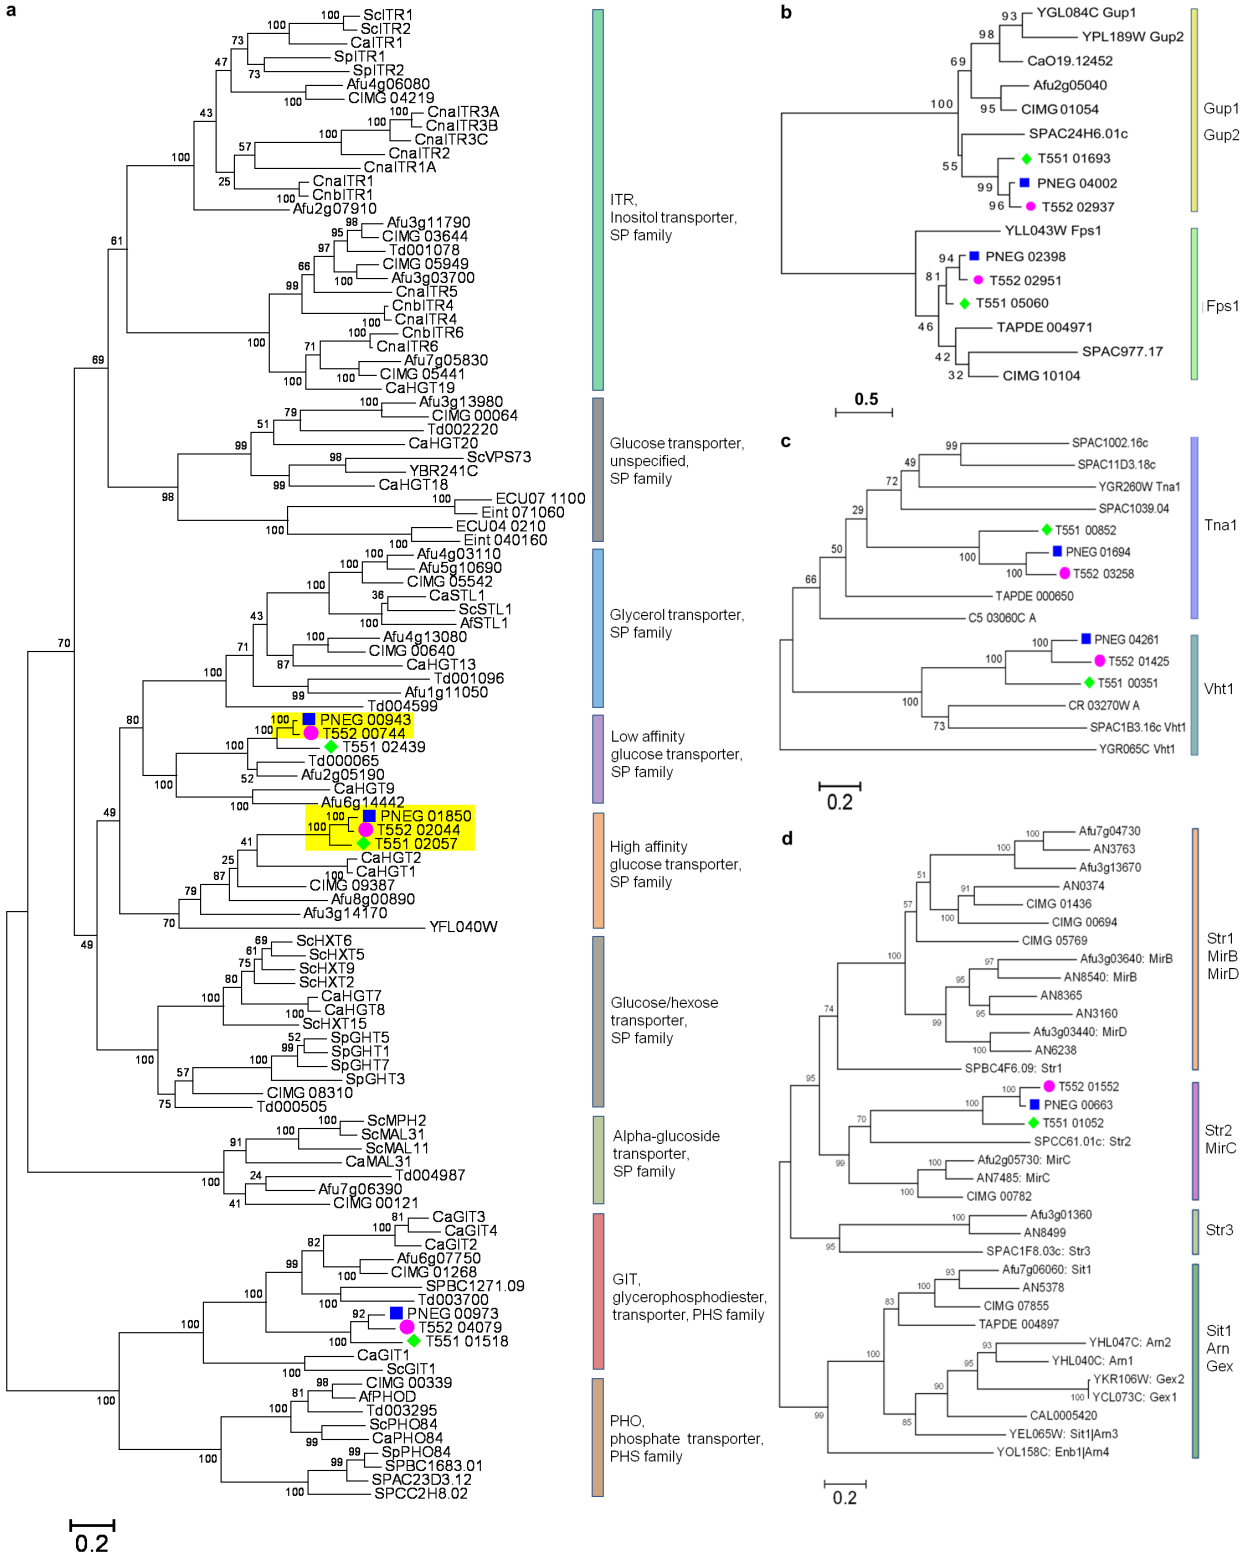 a
ScITR1
ScITR2
CaITR1
SpITR1
SpITR2
Afu4g06080
CIMG 04219
CnaITR3A
CnaITR3B
CnaITR3C
CnaITR2
CnaITR1A
CnaITR1
CnbITR1
Afu2g07910
Afu3g11790
CIMG 03644
Td001078
CIMG 05949
Afu3g03700
CnaITR5
CnbITR4
CnaITR4
CnbITR6
CnaITR6
Afu7g05830
CIMG 05441
CaHGT19
Afu3g13980
CIMG 00064
Td002220
CaHGT20
ScVPS73
YBR241C
CaHGT18
ECU07 1100
Eint 071060
ECU04 0210
Eint 040160
Afu4g03110
Afu5g10690
CIMG 05542
CaSTL1
ScSTL1
AfSTL1
Afu4g13080
CIMG 00640
CaHGT13
Td001096
Afu1g11050
Td004599
PNEG 00943
T552 00744
T551 02439
Td000065
Afu2g05190
CaHGT9
Afu6g14442
PNEG 01850
T552 02044
T551 02057
CaHGT2
CaHGT1
CIMG 09387
Afu8g00890
Afu3g14170
YFL040W
ScHXT6
ScHXT5
ScHXT9
ScHXT2
CaHGT7
CaHGT8
ScHXT15
SpGHT5
SpGHT1
SpGHT7
SpGHT3
CIMG 08310
Td000505
ScMPH2
ScMAL31
ScMAL11
CaMAL31
Td004987
Afu7g06390
CIMG 00121
CaGIT3
CaGIT4
CaGIT2
Afu6g07750
CIMG 01268
SPBC1271.09
Td003700
PNEG 00973
T552 04079
T551 01518
CaGIT1
ScGIT1
CIMG 00339
AfPHOD
Td003295
ScPHO84
CaPHO84
SpPHO84
SPBC1683.01
SPAC23D3.12
SPCC2H8.02
100
100
73
47
73
100
43
100
100
100
57
25
100
100
61
98
95
97
100
66
99
100
100
71
100
100
100
69
100
79
51
99
98
99
98
100
100
100
100
70
100
100
100
36
43
100
87
71
99
100
80
100
100
52
100
100
49
100
100
41
100
25
87
79
70
49
69
61
75
80
100
100
52
99
100
57
75
100
100
100
91
24
41
100
81
100
82
100
99
100
92
100
100
100
98
81
100
99
99
99
100
100
0.2
ITR,
Inositol transporter,
SP family
Glucose transporter,
unspecified,
SP family
Glycerol transporter,
SP family
Low affinity
glucose transporter,
SP family
High affinity
glucose transporter,
SP family
Glucose/hexose
transporter,
SP family
Alpha-glucoside
transporter,
SP family
GIT,
glycerophosphodiester,
transporter, PHS family
PHO,
phosphate transporter,
PHS family
b
YGL084C Gup1
YPL189W Gup2
CaO19.12452
Afu2g05040
CIMG 01054
SPAC24H6.01c
T551 01693
PNEG 04002
T552 02937
YLL043W Fps1
PNEG 02398
T552 02951
T551 05060
TAPDE 004971
SPAC977.17
CIMG 10104
93
98
69
95
100
55
99
96
94
81
46
42
32
Gup1
Gup2
Fps1
0.5
c
SPAC1002.16c
SPAC11D3.18c
YGR260W Tna1
SPAC1039.04
T551 00852
PNEG 01694
T552 03258
TAPDE 000650
C5 03060C A
PNEG 04261
T552 01425
T551 00351
CR 03270W A
SPAC1B3.16c Vht1
YGR065C Vht1
99
49
72
29
100
100
50
66
100
100
100
73
Tna1
Vht1
0.2
d
Afu7g04730
AN3763
Afu3g13670
AN0374
CIMG 01436
CIMG 00694
CIMG 05769
Afu3g03640: MirB
AN8540: MirB
AN8365
AN3160
Afu3g03440: MirD
AN6238
SPBC4F6.09: Str1
T552 01552
PNEG 00663
T551 01052
SPCC61.01c: Str2
Afu2g05730: MirC
AN7485: MirC
CIMG 00782
Afu3g01360
AN8499
SPAC1F8.03c: Str3
Afu7g06060: Sit1
AN5378
CIMG 07855
TAPDE 004897
YHL047C: Arn2
YHL040C: Arn1
YKR106W: Gex2
YCL073C: Gex1
CAL0005420
YEL065W: Sit1|Arn3
YOL158C: Enb1|Arn4
100
100
51
91
100
57
100
97
95
95
99
100
74
95
100
100
70
99
100
100
100
95
93
100
83
100
93
95
100
90
85
99
Str1
MirB
MirD
Str2
MirC
Str3
Sit1
Arn
Gex
0.2